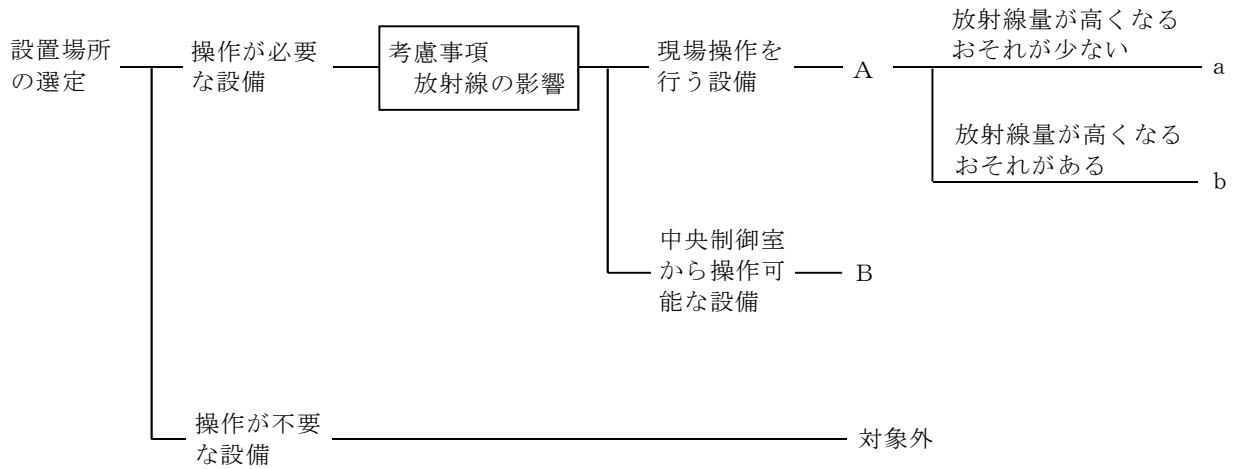 設置場所
の選定
操作が必要
な設備
考慮事項
放射線の影響
現場操作を
行う設備
A
放射線量が高くなる
おそれが少ない
a
放射線量が高くなる
おそれがある
b
中央制御室
から操作可
能な設備
B
操作が不要
な設備
対象外